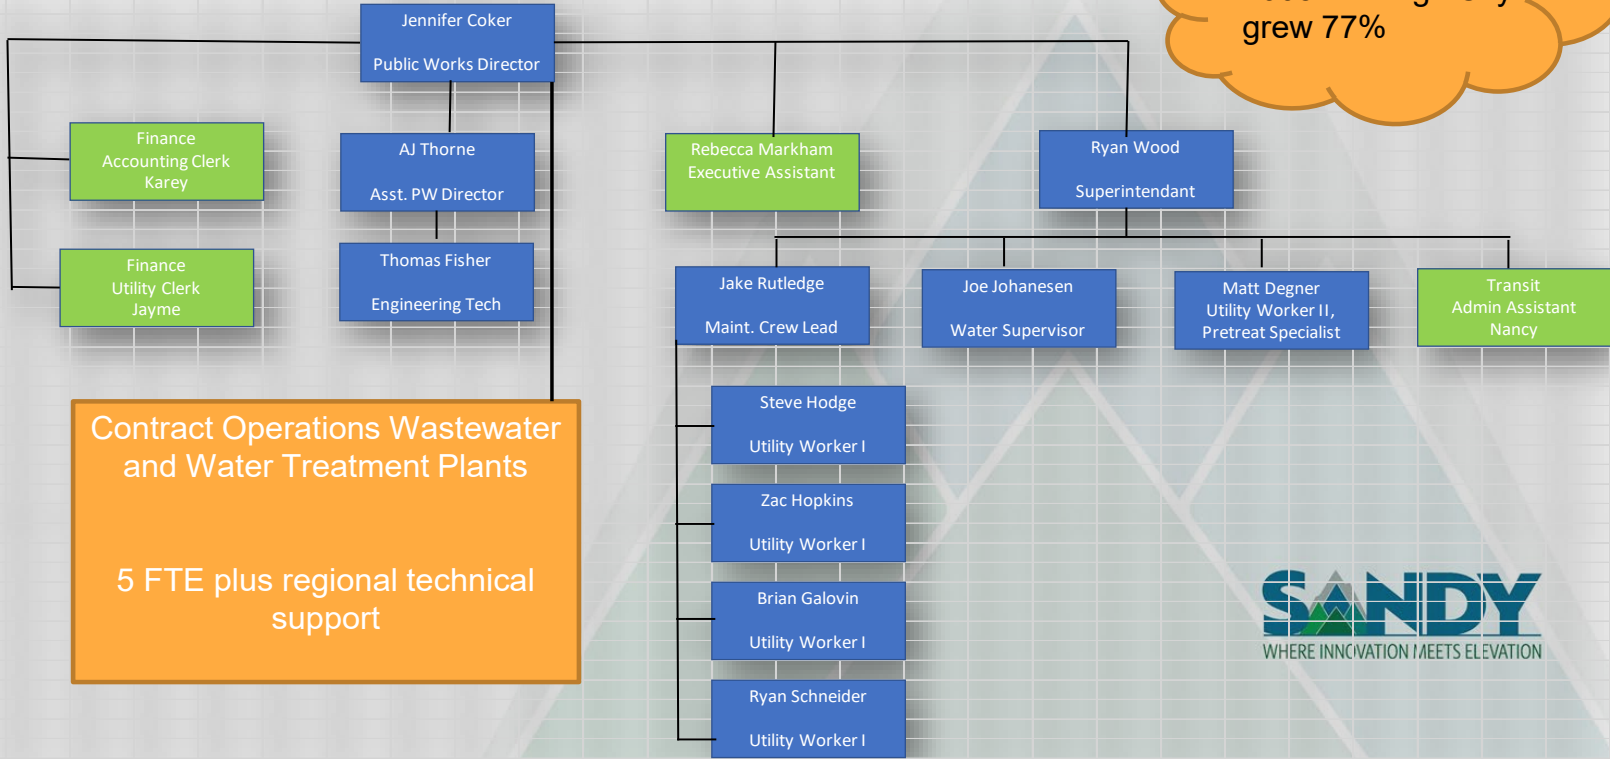 Jennifer Coker
Public Works Director
grew 77%
Finance
Accounting Clerk
Karey
AJ Thorne
Asst. PW Director
Rebecca Markham
Executive Assistant
Ryan Wood
Superintendant
Finance
Utility Clerk
Jayme
Thomas Fisher
Engineering Tech
Jake Rutledge
Maint. Crew Lead
Joe Johanesen
Water Supervisor
Matt Degner
Utility Worker II,
Pretreat Specialist
Transit
Admin Assistant
Nancy
Contract Operations Wastewater
and Water Treatment Plants
5 FTE plus regional technical
support
Steve Hodge
Utility Worker I
Zac Hopkins
Utility Worker I
Brian Galovin
Utility Worker I
Ryan Schneider
Utility Worker I
SANDY
WHERE INNOVATION MEETS ELEVATION